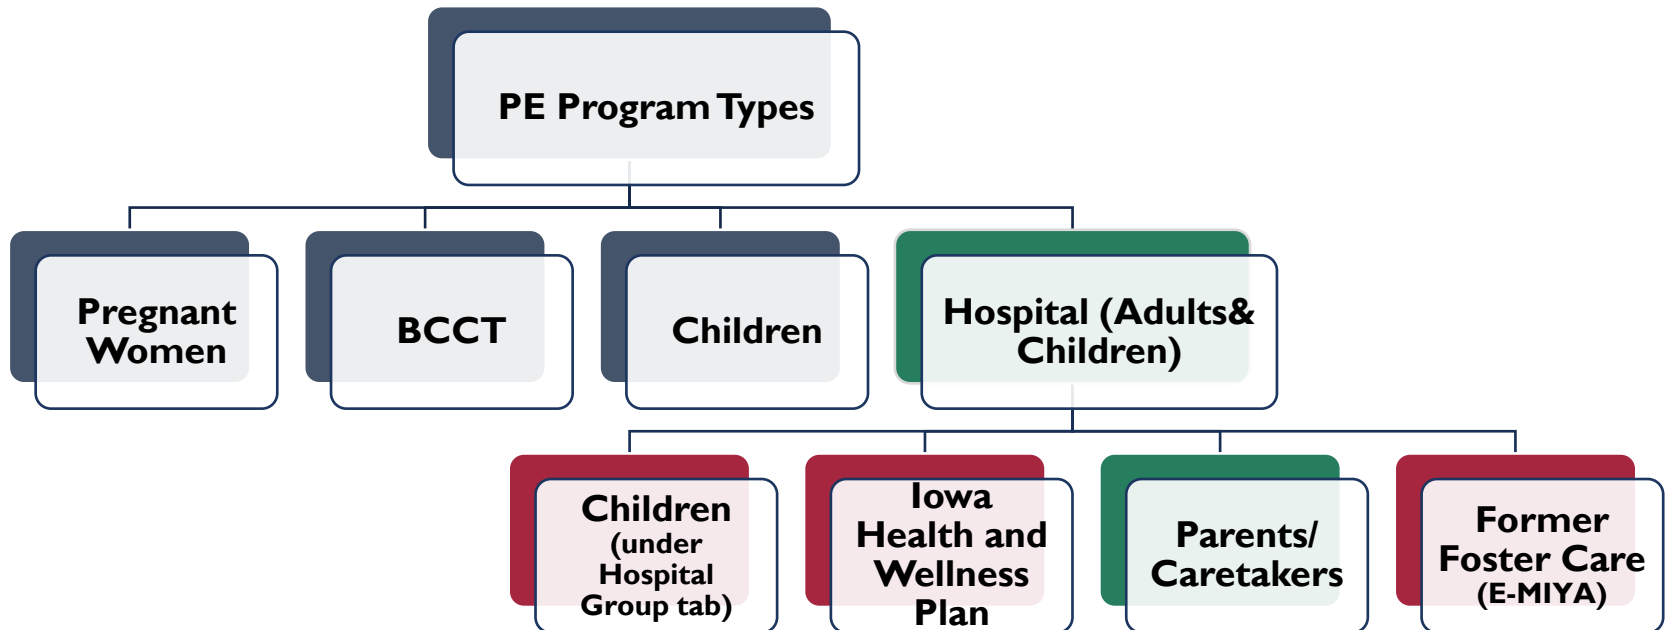 PE Program Types
Pregnant
Women
BCCT
Children
Hospital (Adults&
Children)
Children
(under
Hospital
Group tab)
Iowa
Health and
Wellness
Plan
Parents/
Caretakers
Former
Foster Care
(E-MIYA)